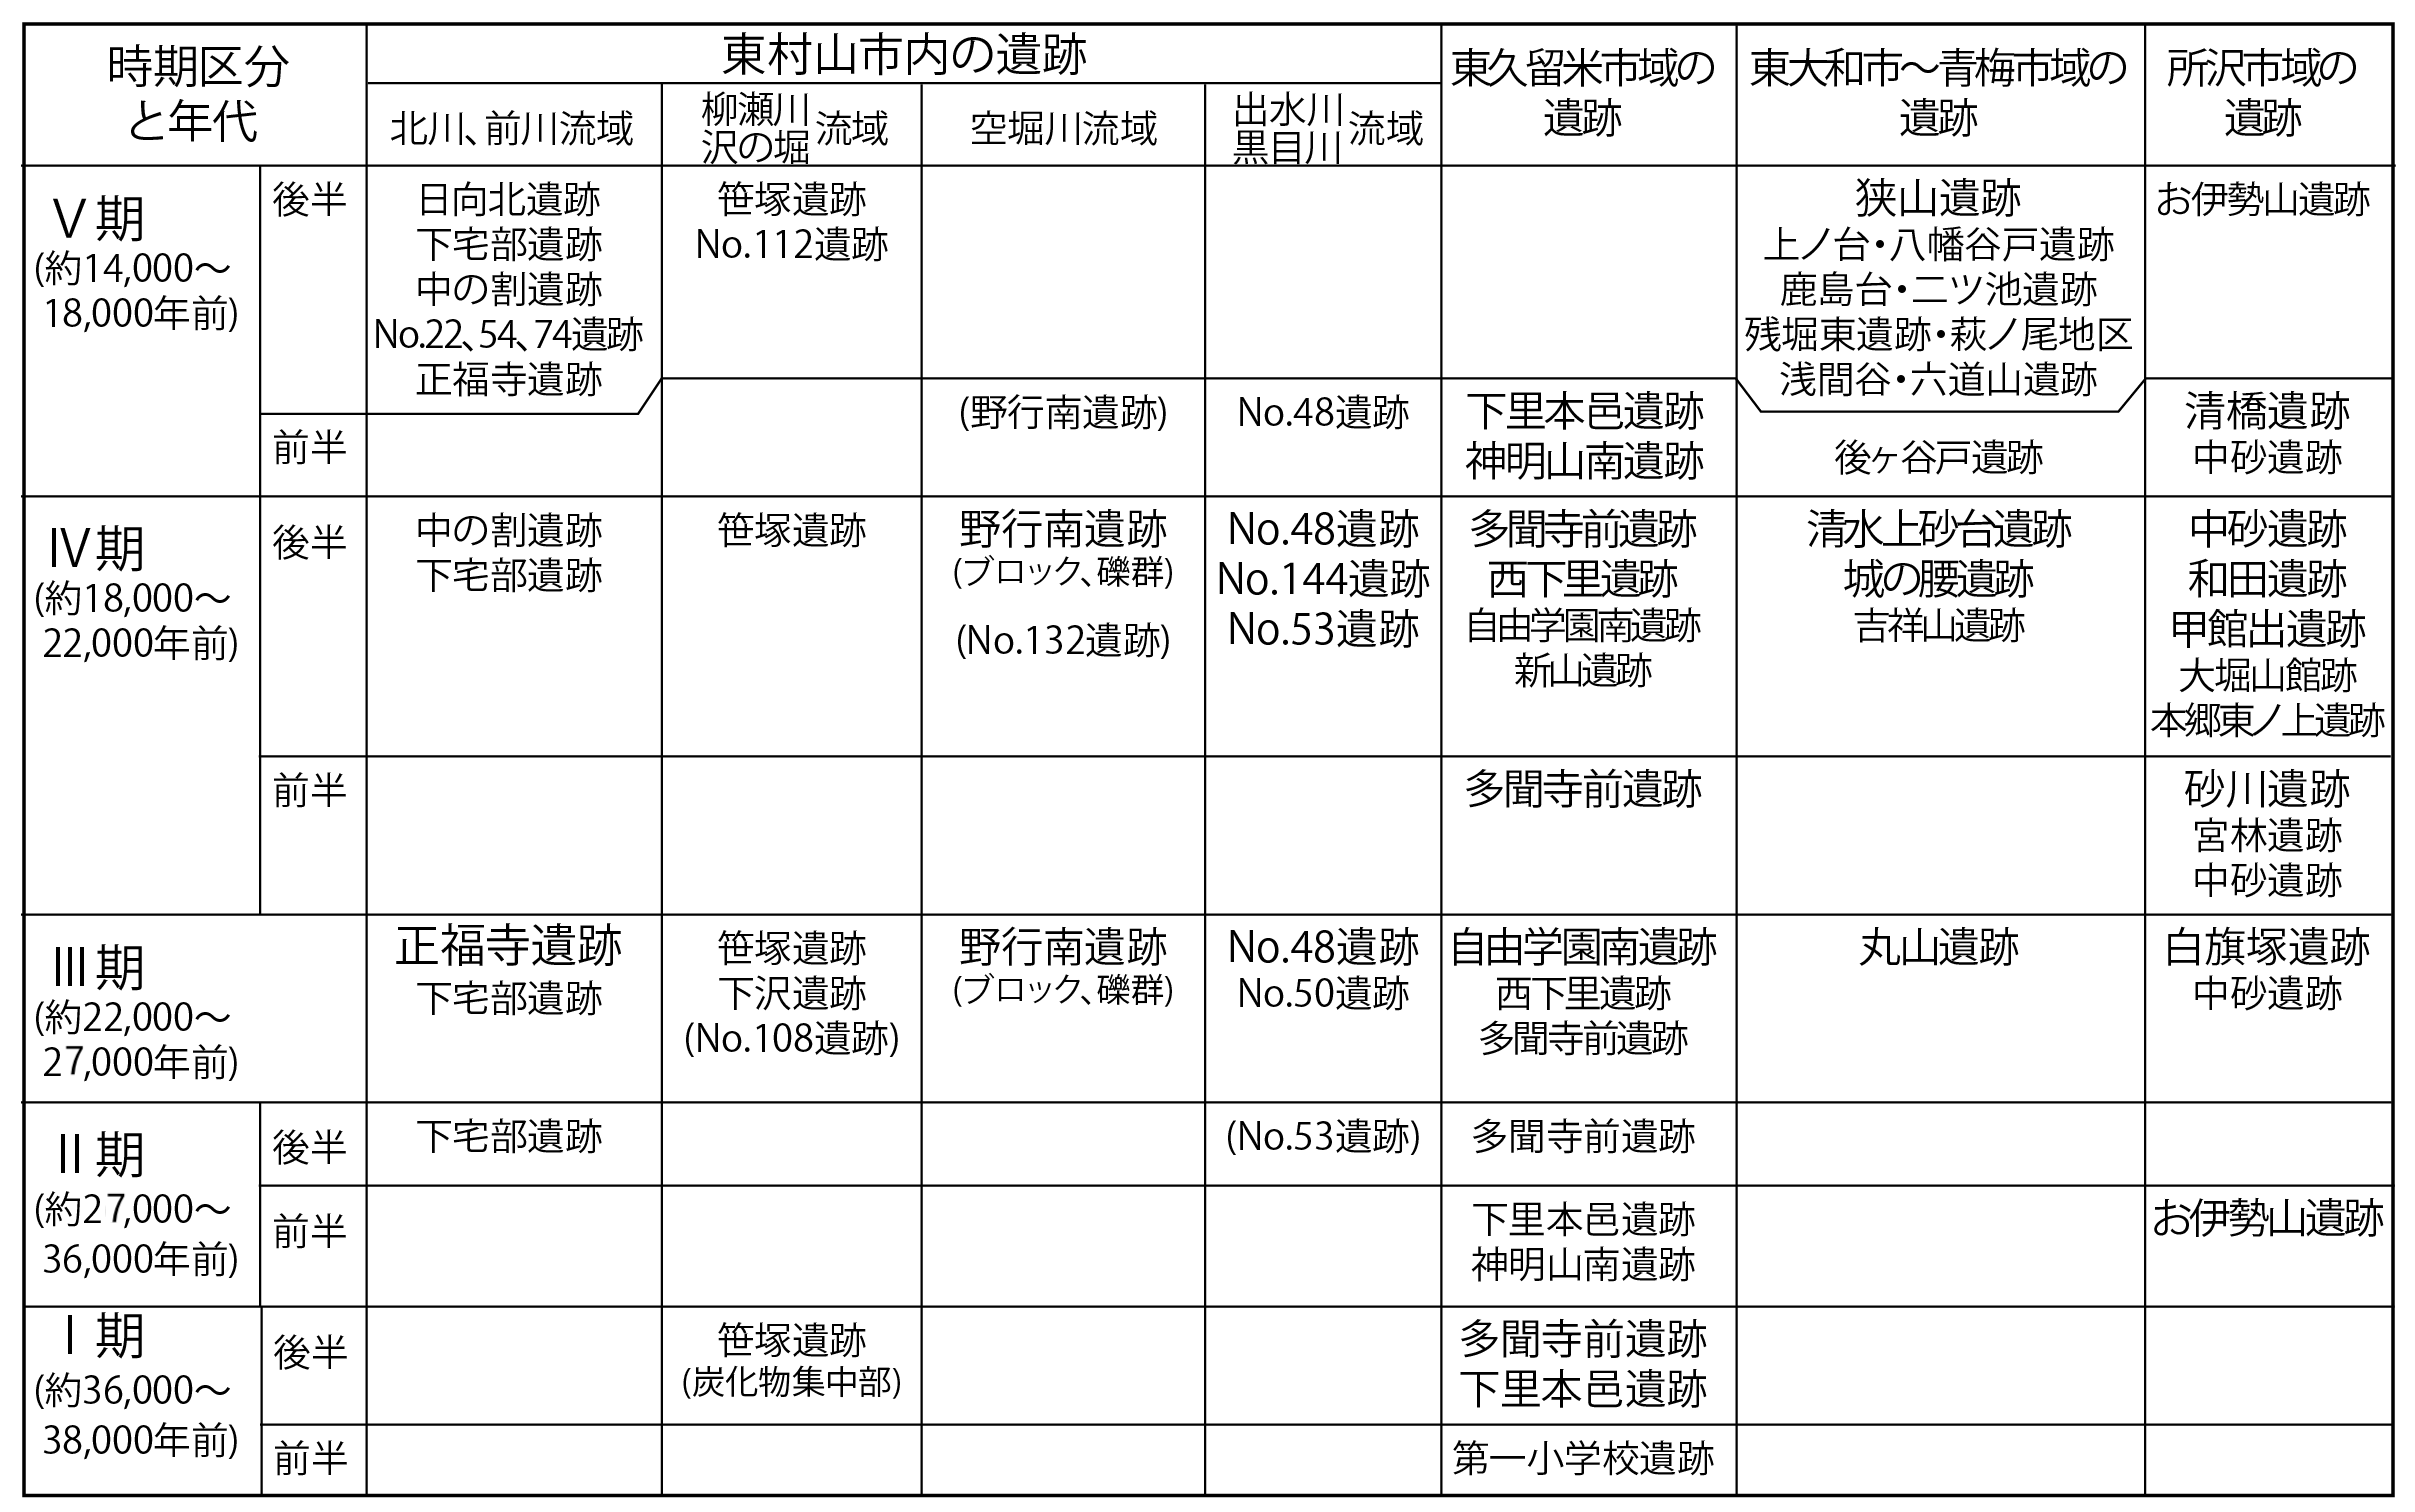 時期区分
と年代
東村山市内の遺跡
北川、前川流域
柳瀬川
沢の堀
流域
空堀川流域
出水川
黒目川
流域
東久留米市域の
遺跡
東大和市～青梅市域の
遺跡
所沢市域の
遺跡
Ⅴ期
(約14,000～
18,000年前)
後半
日向北遺跡
下宅部遺跡
中の割遺跡
No.22、54、74遺跡
正福寺遺跡
笹塚遺跡
No.112遺跡
狭山遺跡
上ノ台・八幡谷戸遺跡
鹿島台・二ツ池遺跡
残堀東遺跡・萩ノ尾地区
浅間谷・六道山遺跡
お伊勢山遺跡
前半
(野行南遺跡)
No.48遺跡
下里本邑遺跡
神明山南遺跡
後ヶ谷戸遺跡
清橋遺跡
中砂遺跡
Ⅳ期
(約18,000～
22,000年前)
後半
中の割遺跡
下宅部遺跡
笹塚遺跡
野行南遺跡
(ブロック、礫群)
(No.132遺跡)
No.48遺跡
No.144遺跡
No.53遺跡
多聞寺前遺跡
西下里遺跡
自由学園南遺跡
新山遺跡
清水上砂台遺跡
城の腰遺跡
吉祥山遺跡
中砂遺跡
和田遺跡
甲館出遺跡
大堀山館跡
本郷東ノ上遺跡
前半
多聞寺前遺跡
砂川遺跡
宮林遺跡
中砂遺跡
Ⅲ期
(約22,000～
27,000年前)
正福寺遺跡
下宅部遺跡
笹塚遺跡
下沢遺跡
(No.108遺跡)
野行南遺跡
(ブロック、礫群)
No.48遺跡
No.50遺跡
自由学園南遺跡
西下里遺跡
多聞寺前遺跡
丸山遺跡
白旗塚遺跡
中砂遺跡
Ⅱ期
(約27,000～
36,000年前)
後半
下宅部遺跡
(No.53遺跡)
多聞寺前遺跡
前半
下里本邑遺跡
神明山南遺跡
お伊勢山遺跡
Ⅰ期
(約36,000～
38,000年前)
後半
笹塚遺跡
(炭化物集中部)
多聞寺前遺跡
下里本邑遺跡
前半
第一小学校遺跡